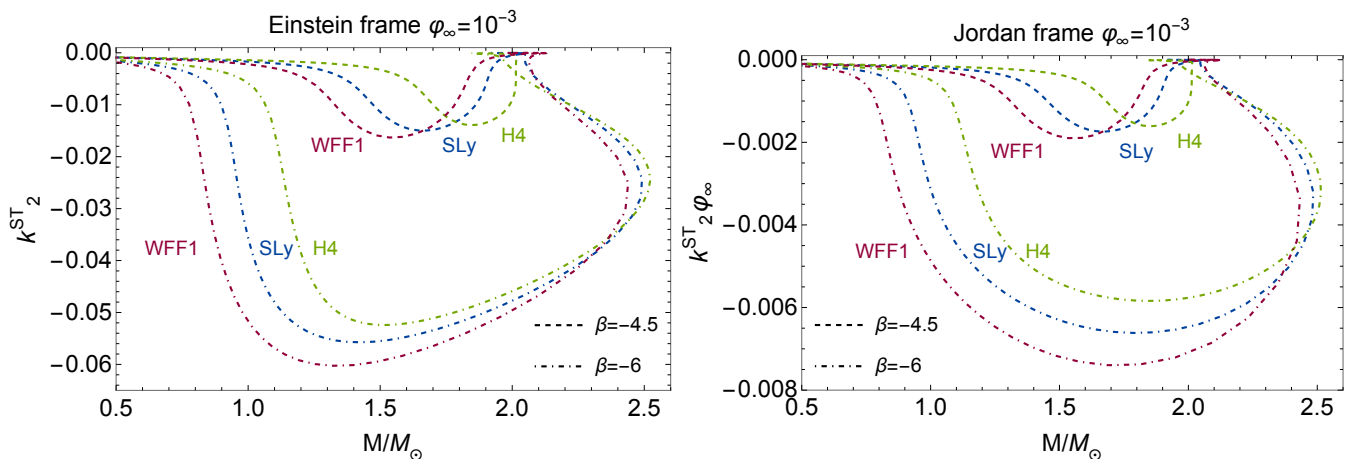 Einstein frame φ∞=10⁻³
0.00
-0.01
-0.02
-0.03
-0.04
-0.05
-0.06
k^ST_2
WFF1
SLy
H4
WFF1
SLy
H4
β=-4.5
β=-6
0.5
1.0
1.5
2.0
2.5
M/M⊙
Jordan frame φ∞=10⁻³
0.000
-0.002
-0.004
-0.006
-0.008
k^ST_2 φ∞
WFF1
SLy
H4
WFF1
SLy
H4
β=-4.5
β=-6
0.5
1.0
1.5
2.0
2.5
M/M⊙